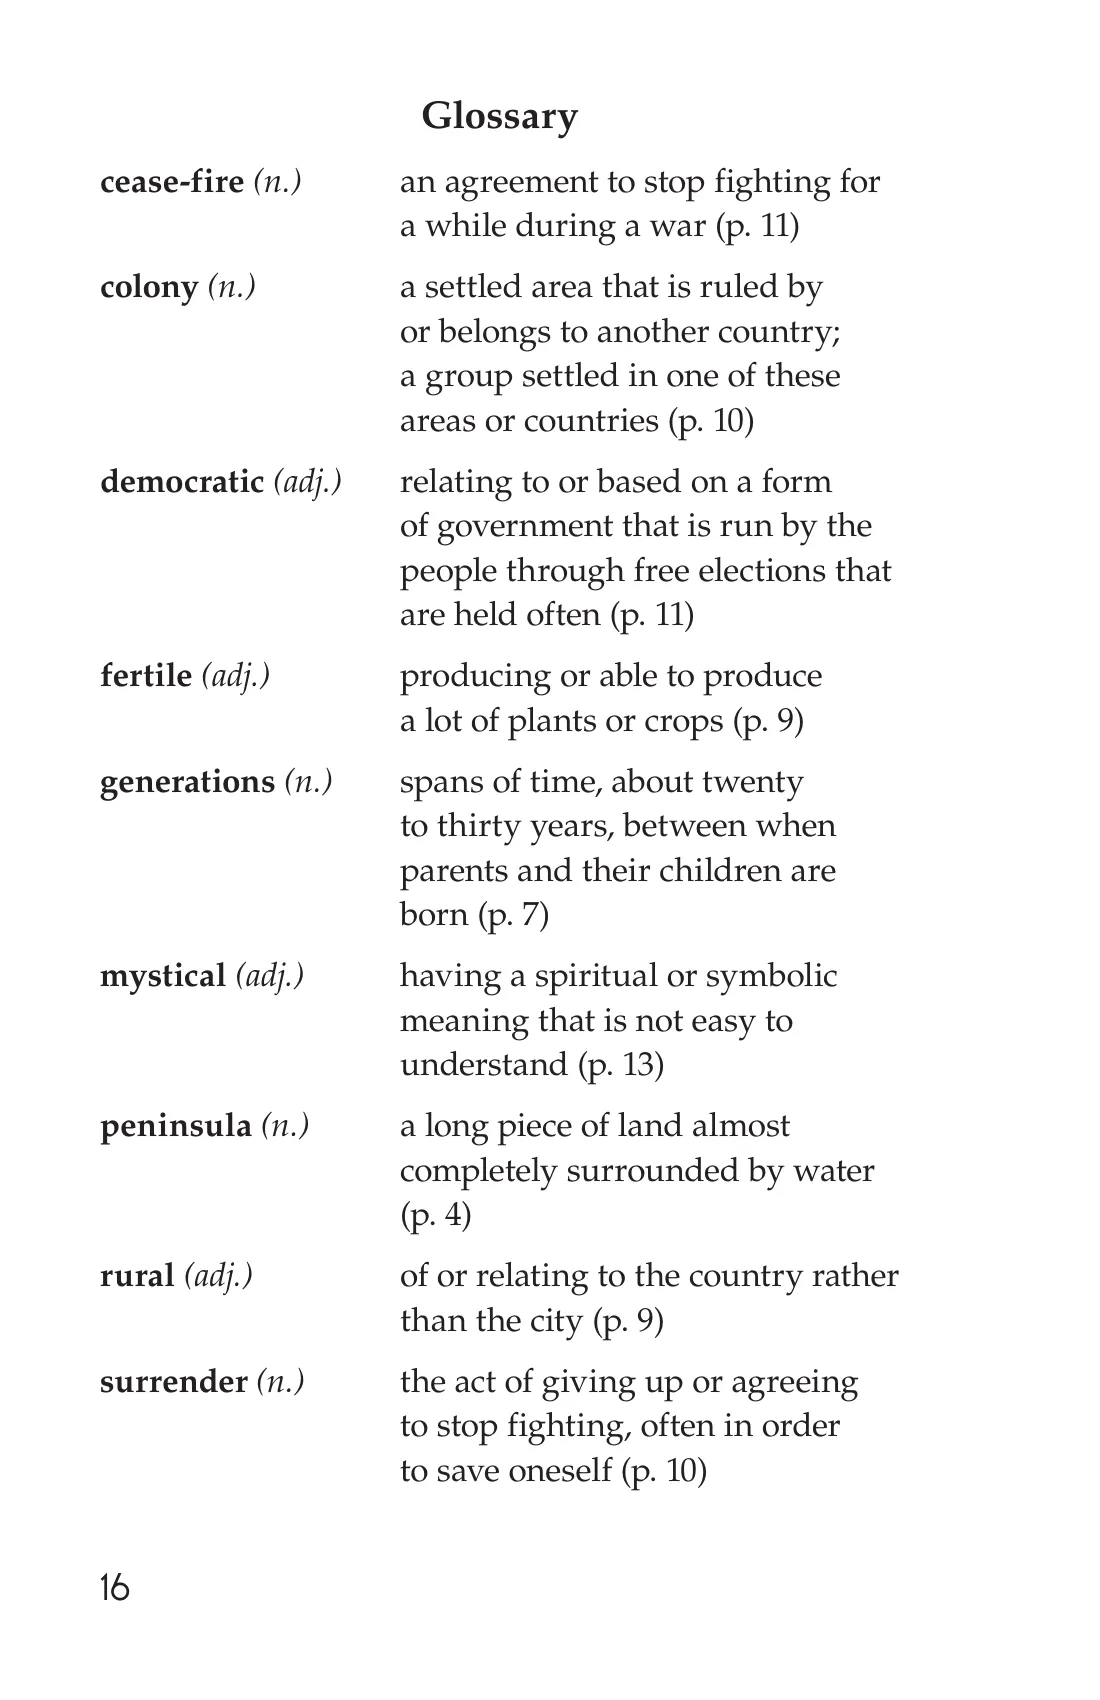 Glossary
cease-fire (n.) an agreement to stop fighting for
a while during a war (p. 11)
colony (n.) a settled area that is ruled by
or belongs to another country;
a group settled in one of these
areas or countries (p. 10)
democratic (adj.) relating to or based on a form
of government that is run by the
people through free elections that
are held often (p. 11)
fertile (adj.) producing or able to produce
a lot of plants or crops (p. 9)
generations (n.) spans of time, about twenty
to thirty years, between when
parents and their children are
born (p. 7)
mystical (adj.) having a spiritual or symbolic
meaning that is not easy to
understand (p. 13)
peninsula (n.) a long piece of land almost
completely surrounded by water
(p. 4)
rural (adj.) of or relating to the country rather
than the city (p. 9)
surrender (n.) the act of giving up or agreeing
to stop fighting, often in order
to save oneself (p. 10)
16